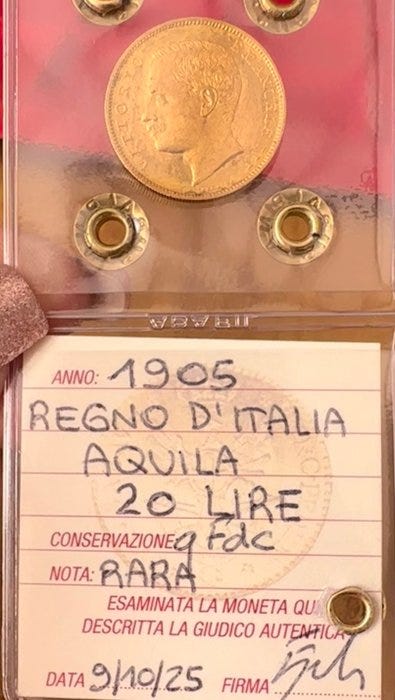 ANNO: 1905
REGNO D'ITALIA
AQUILA
20 LIRE
CONSERVAZIONE q Fdc
NOTA: RARA
ESAMINATA LA MONETA QUI
DESCRITTA LA GIUDICO AUTENTICA
DATA 9/10/25 FIRMA